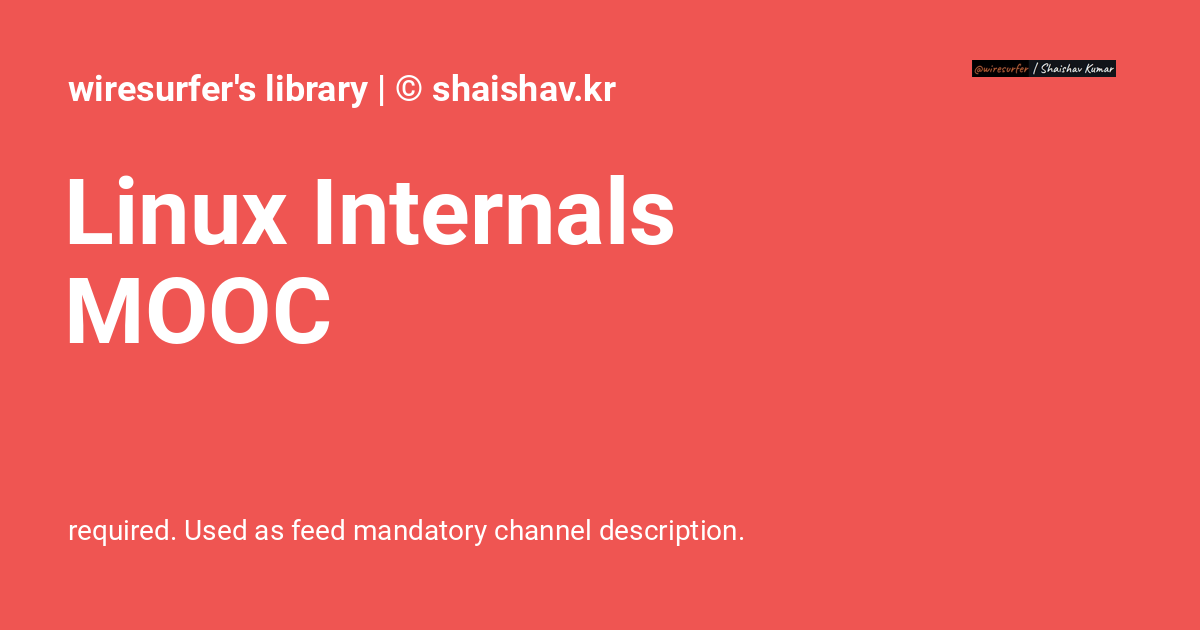 wiresurfer's library | © shaishav.kr
@wiresurfer | Shaishav Kumar
Linux Internals
MOOC
required. Used as feed mandatory channel description.